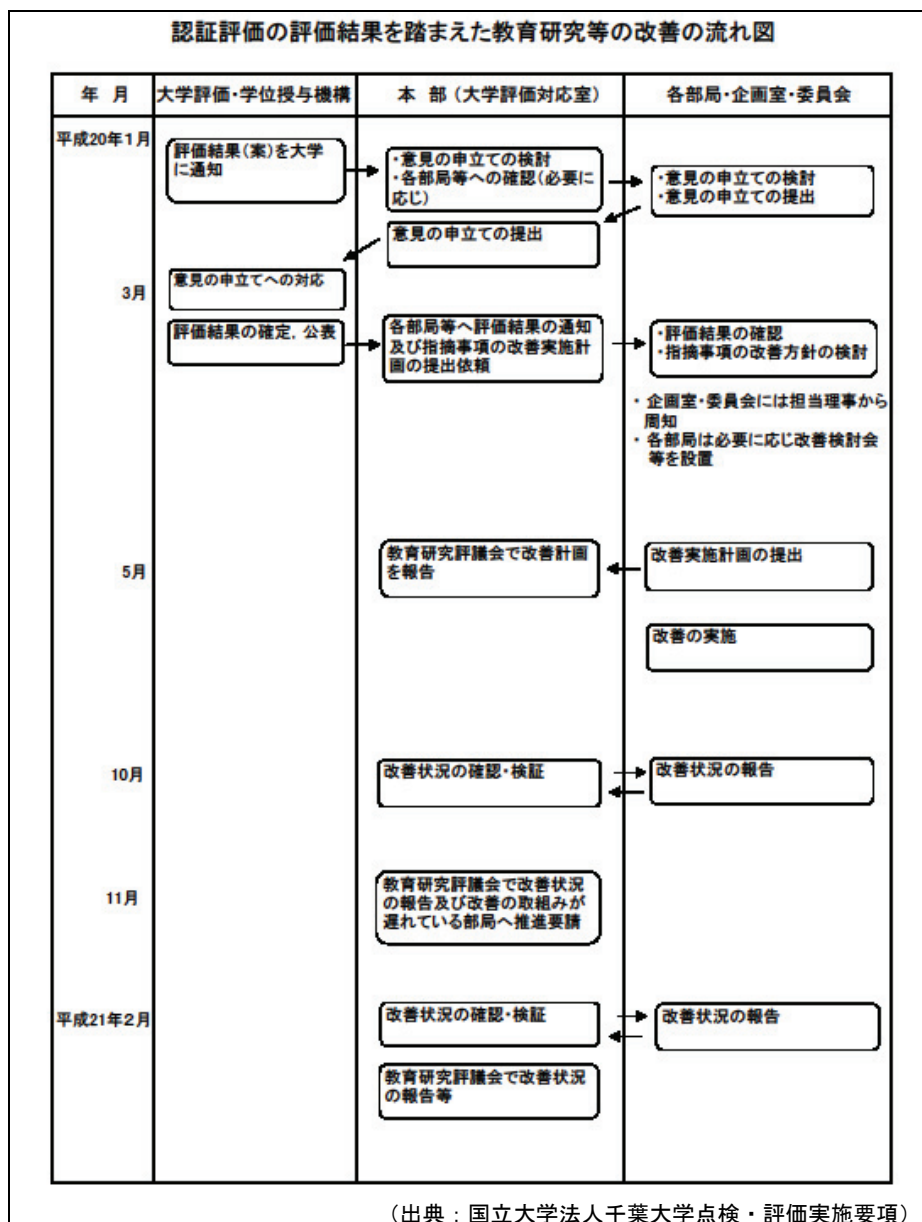 認証評価の評価結果を踏まえた教育研究等の改善の流れ図
年 月
大学評価・学位授与機構
本 部（大学評価対応室）
各部局・企画室・委員会
平成20年1月
評価結果（案）を大学
に通知
・意見の申立ての検討
・各部局等への確認（必要に
応じ）
・意見の申立ての検討
・意見の申立ての提出
意見の申立ての提出
3月
意見の申立てへの対応
評価結果の確定，公表
各部局等へ評価結果の通知
及び指摘事項の改善実施計
画の提出依頼
・評価結果の確認
・指摘事項の改善方針の検討
・ 企画室・委員会には担当理事から
周知
・ 各部局は必要に応じ改善検討会
等を設置
5月
教育研究評議会で改善計画
を報告
改善実施計画の提出
改善の実施
10月
改善状況の確認・検証
改善状況の報告
11月
教育研究評議会で改善状況
の報告及び改善の取組みが
遅れている部局へ推進要請
平成21年2月
改善状況の確認・検証
改善状況の報告
教育研究評議会で改善状況
の報告等
（出典：国立大学法人千葉大学点検・評価実施要項）